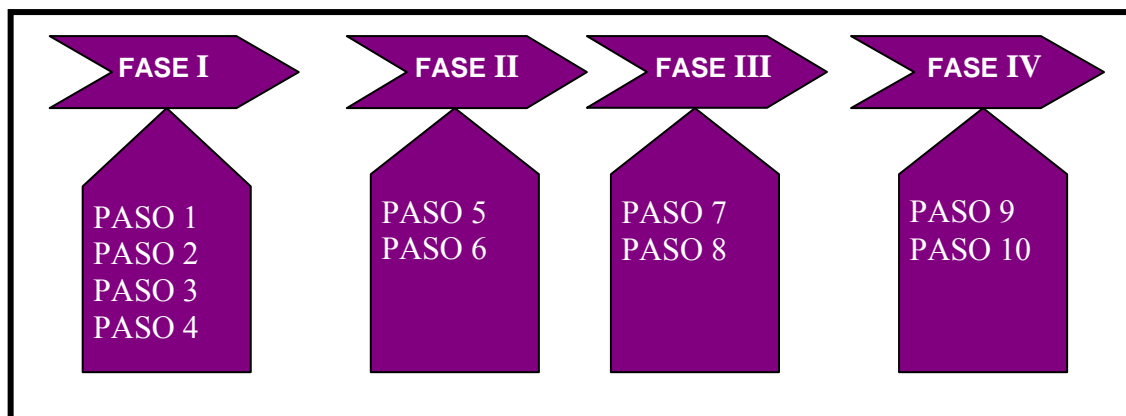 FASE I
PASO 1
PASO 2
PASO 3
PASO 4
FASE II
PASO 5
PASO 6
FASE III
PASO 7
PASO 8
FASE IV
PASO 9
PASO 10